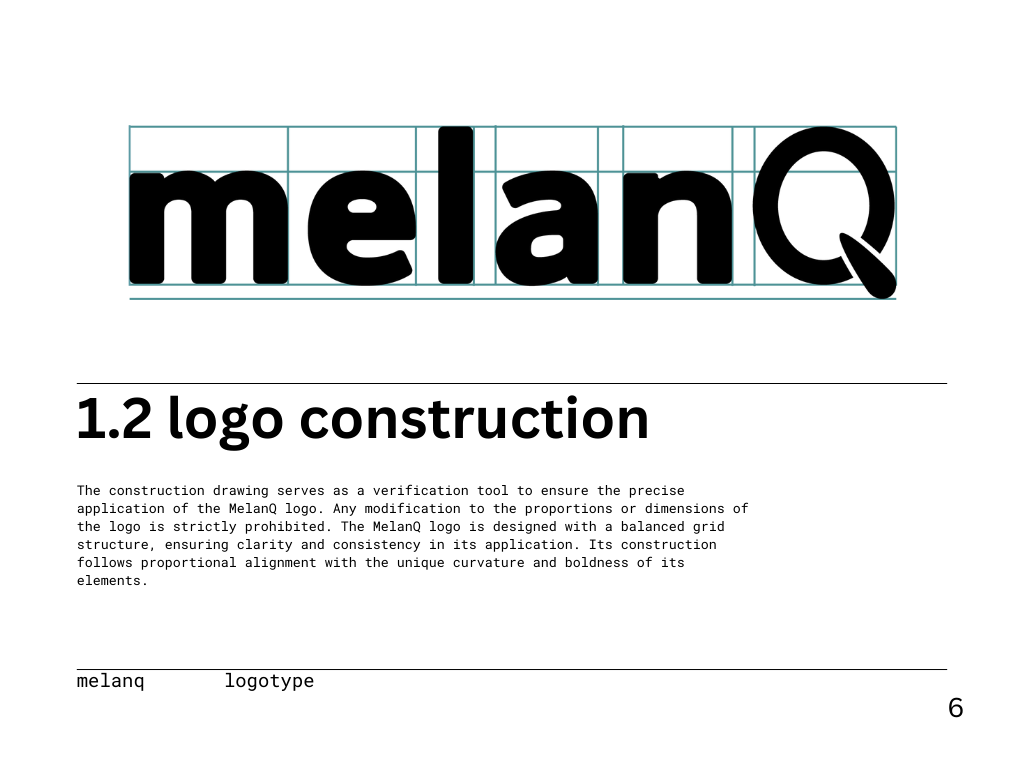 melanQ
1.2 logo construction
The construction drawing serves as a verification tool to ensure the precise
application of the MelanQ logo. Any modification to the proportions or dimensions of
the logo is strictly prohibited. The MelanQ logo is designed with a balanced grid
structure, ensuring clarity and consistency in its application. Its construction
follows proportional alignment with the unique curvature and boldness of its
elements.
melanq logotype
6